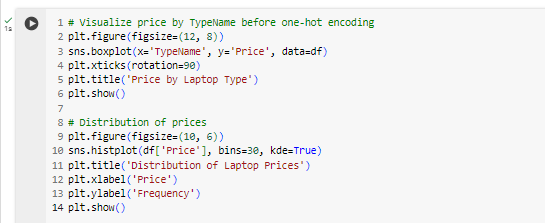 1s
1 # Visualize price by TypeName before one-hot encoding
2 plt.figure(figsize=(12, 8))
3 sns.boxplot(x='TypeName', y='Price', data=df)
4 plt.xticks(rotation=90)
5 plt.title('Price by Laptop Type')
6 plt.show()
7
8 # Distribution of prices
9 plt.figure(figsize=(10, 6))
10 sns.histplot(df['Price'], bins=30, kde=True)
11 plt.title('Distribution of Laptop Prices')
12 plt.xlabel('Price')
13 plt.ylabel('Frequency')
14 plt.show()